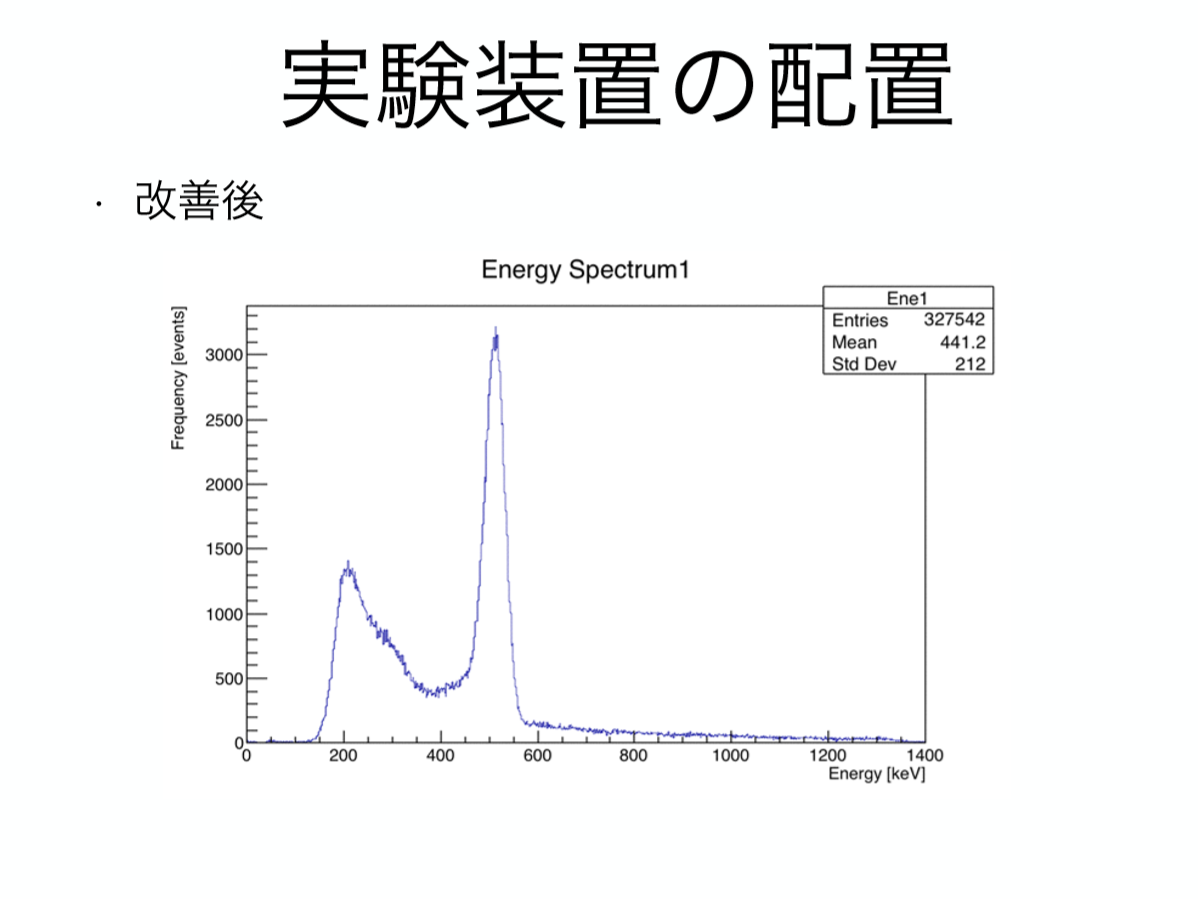 実験装置の配置
・ 改善後
Energy Spectrum1
Ene1
Entries 327542
Mean 441.2
Std Dev 212
Frequency [events]
3000
2500
2000
1500
1000
500
0
0 200 400 600 800 1000 1200 1400
Energy [keV]